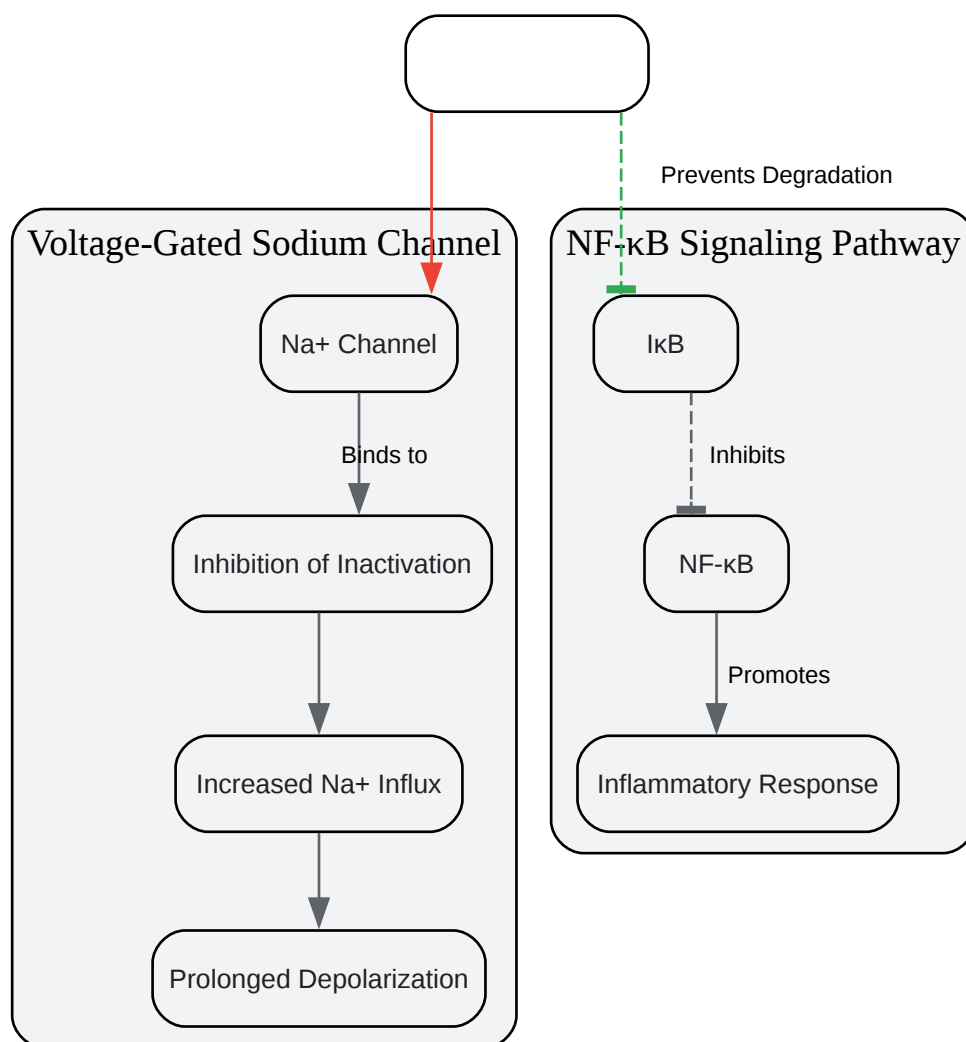 Prevents Degradation
Voltage-Gated Sodium Channel
NF-κB Signaling Pathway
Na+ Channel
IκB
Binds to
Inhibits
Inhibition of Inactivation
NF-κB
Promotes
Increased Na+ Influx
Inflammatory Response
Prolonged Depolarization